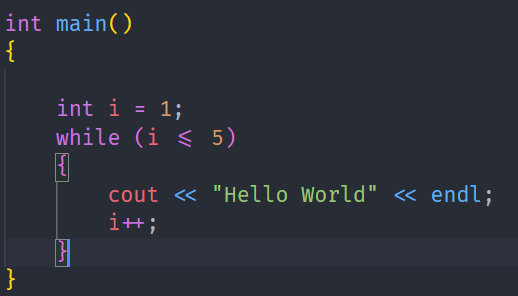 int main()
{
int i = 1;
while (i <= 5)
{
cout << "Hello World" << endl;
i++;
}
}